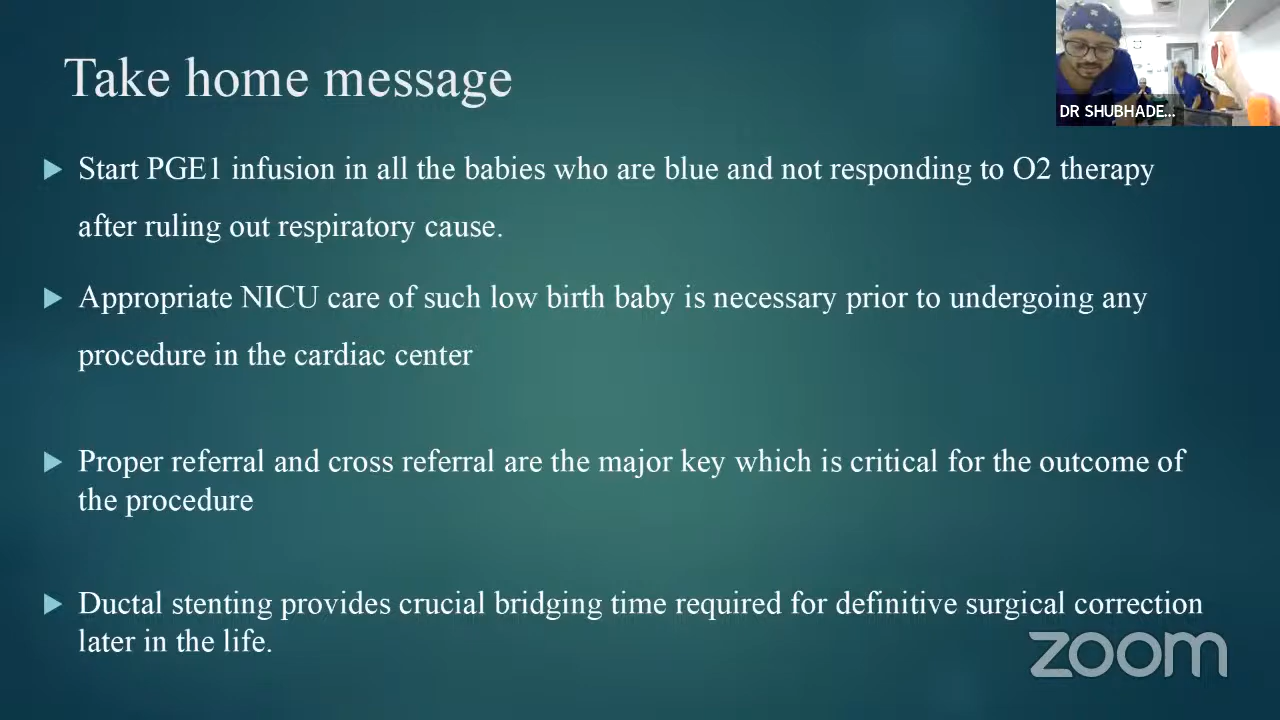 Take home message
DR SHUBHADE...
Start PGE1 infusion in all the babies who are blue and not responding to O2 therapy
after ruling out respiratory cause.
Appropriate NICU care of such low birth baby is necessary prior to undergoing any
procedure in the cardiac center
Proper referral and cross referral are the major key which is critical for the outcome of
the procedure
Ductal stenting provides crucial bridging time required for definitive surgical correction
later in the life.
zoom